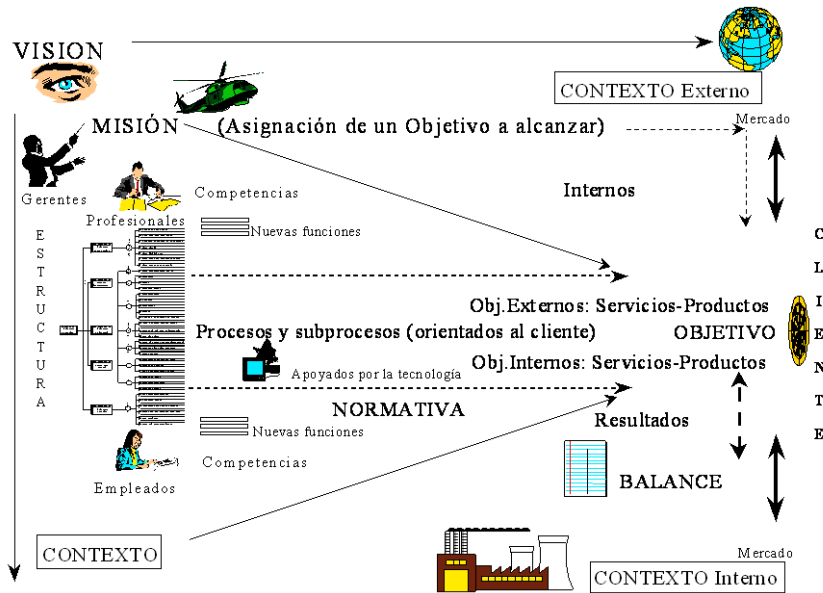 VISION
CONTEXTO Externo
MISIÓN (Asignación de un Objetivo a alcanzar)
Mercado
Gerentes
Competencias
Internos
Profesionales
Nuevas funciones
ESTRUCTURA
CLIENTE
Obj.Externos: Servicios-Productos
Procesos y subprocesos (orientados al cliente)
OBJETIVO
Obj.Internos: Servicios-Productos
Apoyados por la tecnología
NORMATIVA
Resultados
Nuevas funciones
Competencias
Empleados
BALANCE
CONTEXTO
Mercado
CONTEXTO Interno